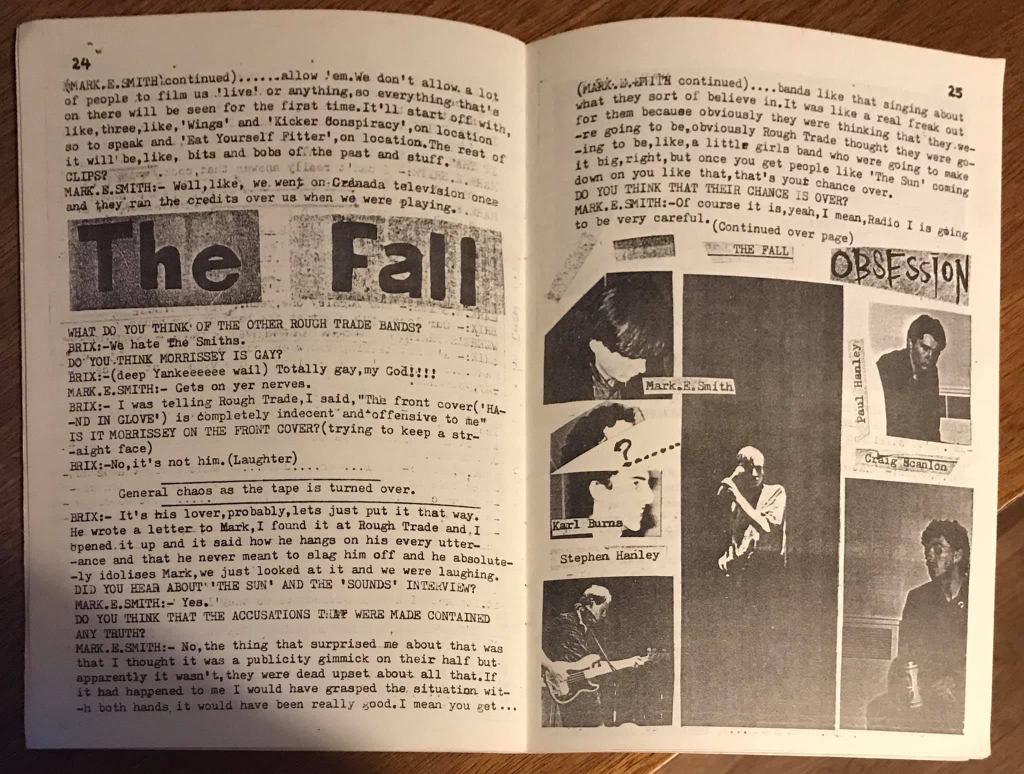 24
(MARK.E.SMITH continued)......allow 'em.We don't allow a lot
of people to film us 'live' or anything,so everything that's
on there will be seen for the first time.It'll start off with,
like,three,like,'Wings' and 'Kicker Conspiracy',on location
so to speak and 'Eat Yourself Fitter',on location.The rest of
it will be,like, bits and bobs of the past and stuff,
CLIPS?
MARK.E.SMITH:- Well,like, we went on Granada television once
and they ran the credits over us when we were playing.
The Fall
WHAT DO YOU THINK OF THE OTHER ROUGH TRADE BANDS?
BRIX:-We hate The Smiths.
DO YOU THINK MORRISSEY IS GAY?
BRIX:-(deep Yankeeeeee wail) Totally gay,my God!!!!
MARK.E.SMITH:- Gets on yer nerves.
BRIX:- I was telling Rough Trade,I said,"The front cover('HA-
-ND IN GLOVE') is completely indecent and offensive to me"
IS IT MORRISSEY ON THE FRONT COVER?(trying to keep a str-
-aight face)
BRIX:-No,it's not him.(Laughter)
General chaos as the tape is turned over.
BRIX:- It's his lover,probably,lets just put it that way.
He wrote a letter to Mark,I found it at Rough Trade and I
opened it up and it said how he hangs on his every utter-
-ance and that he never meant to slag him off and he absolute-
-ly idolises Mark,we just looked at it and we were laughing.
DID YOU HEAR ABOUT 'THE SUN' AND THE 'SOUNDS' INTERVIEW?
MARK.E.SMITH:- Yes.
DO YOU THINK THAT THE ACCUSATIONS THAT WERE MADE CONTAINED
ANY TRUTH?
MARK.E.SMITH:- No,the thing that surprised me about that was
that I thought it was a publicity gimmick on their half but
apparently it wasn't,they were dead upset about all that.If
it had happened to me I would have grasped the situation wit-
-h both hands it would have been really good.I mean you get...
25
(MARK.E.SMITH continued)....bands like that singing about
what they sort of believe in.It was like a real freak out
for them because obviously they were thinking that they we-
-re going to be,obviously Rough Trade thought they were go-
-ing to be,like,a little girls band who were going to make
it big,right,but once you get people like 'The Sun' coming
down on you like that,that's your chance over.
DO YOU THINK THAT THEIR CHANCE IS OVER?
MARK.E.SMITH:-Of course it is,yeah,I mean,Radio I is going
to be very careful.(Continued over page)
THE FALL
OBSESSION
Mark.E.Smith
Paul Hanley
?
Craig Scanlon
Karl Burns
Stephen Hanley